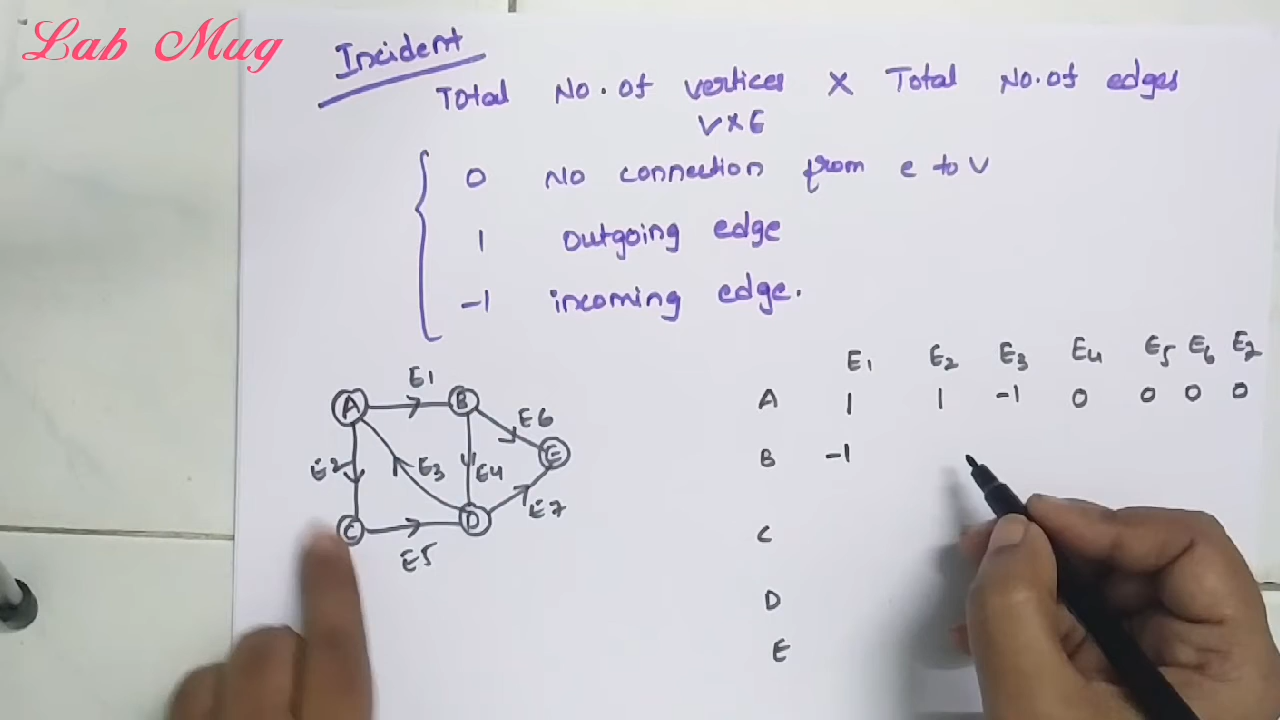 Lab Mug
Incident
Total No. of vertices X Total No. of edges
VXE
0 No connection from e to V
1 outgoing edge
-1 incoming edge.
A E1 B E6
E2 E3 E4 E
C E5 D E7
E1 E2 E3 E4 E5 E6 E7
A 1 1 -1 0 0 0 0
B -1
C
D
E